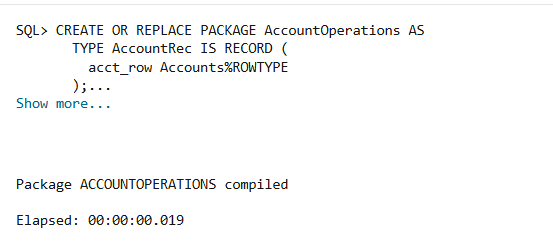 SQL> CREATE OR REPLACE PACKAGE AccountOperations AS
TYPE AccountRec IS RECORD (
acct_row Accounts%ROWTYPE
);...
Show more...
Package ACCOUNTOPERATIONS compiled
Elapsed: 00:00:00.019